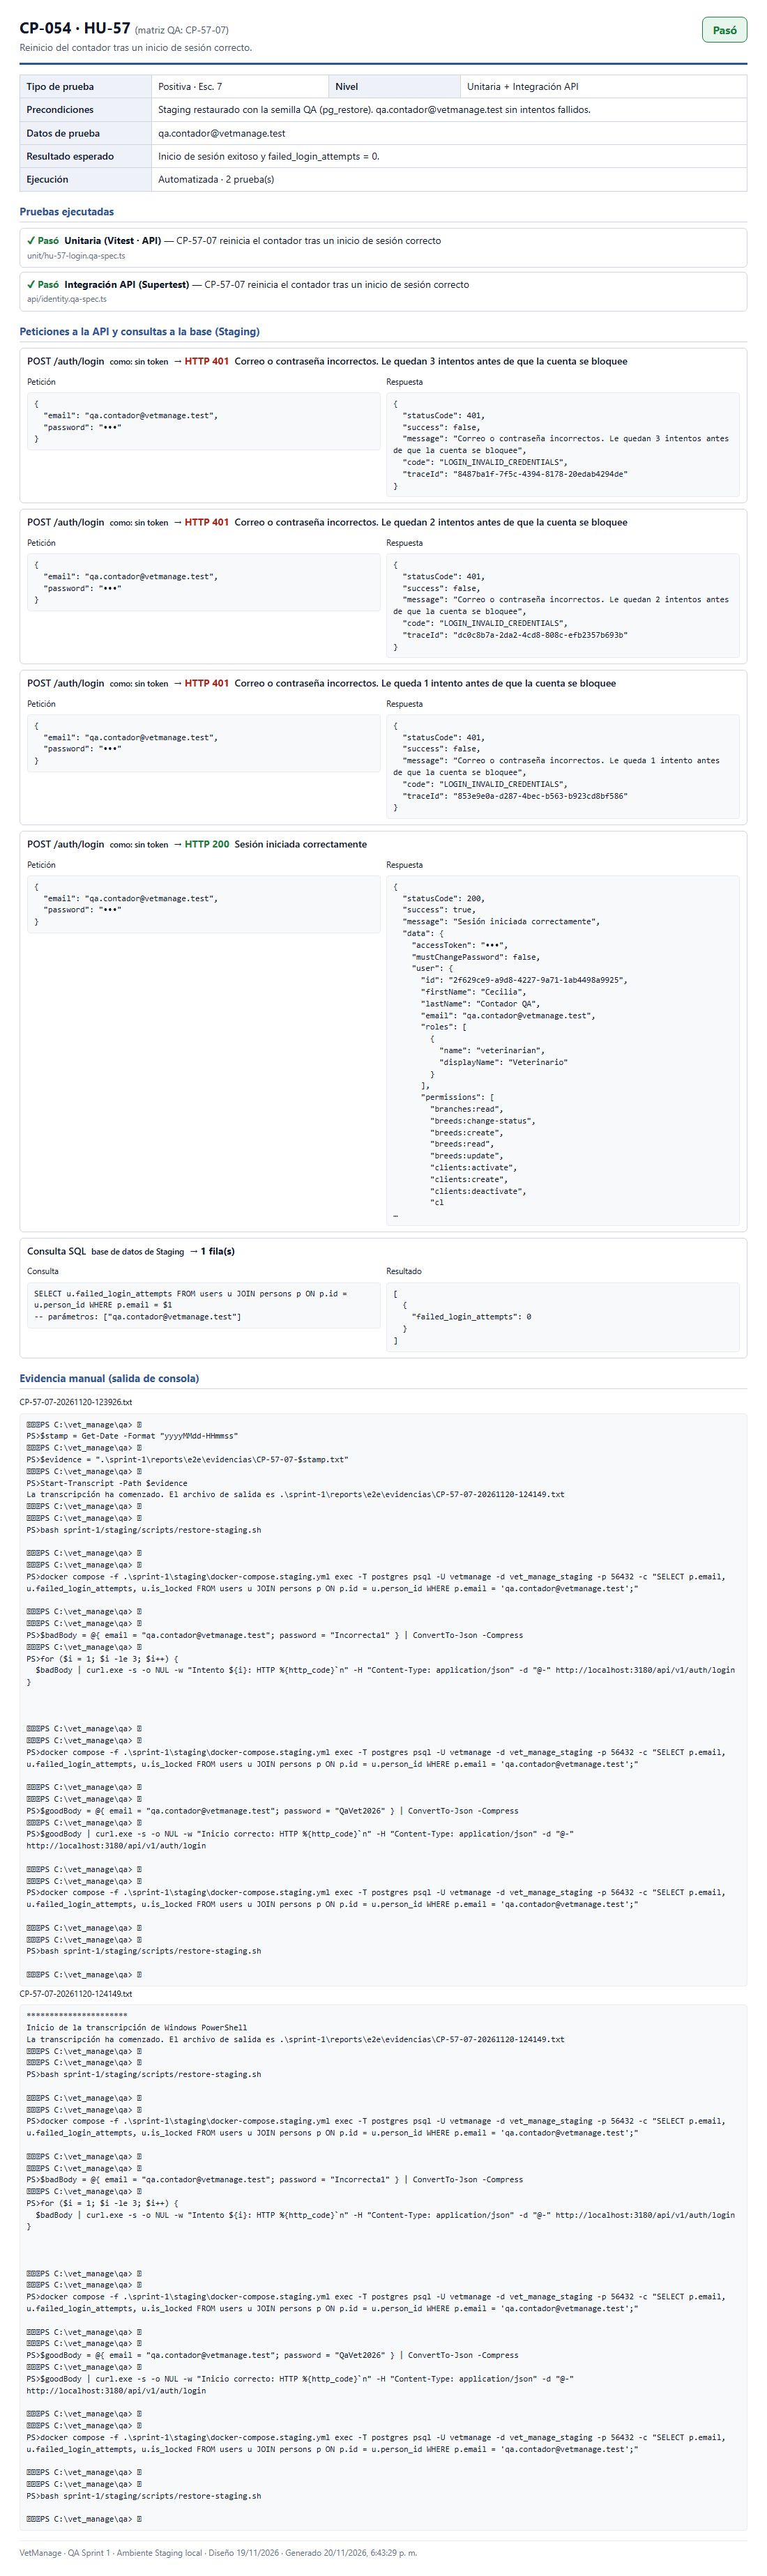 CP-054 · HU-57 (matriz QA: CP-57-07)
Pasó
Reinicio del contador tras un inicio de sesión correcto.
Tipo de prueba Positiva · Esc. 7 Nivel Unitaria + Integración API
Precondiciones Staging restaurado con la semilla QA (pg_restore). qa.contador@vetmanage.test sin intentos fallidos.
Datos de prueba qa.contador@vetmanage.test
Resultado esperado Inicio de sesión exitoso y failed_login_attempts = 0.
Ejecución Automatizada · 2 prueba(s)
Pruebas ejecutadas
✓ Pasó Unitaria (Vitest · API) — CP-57-07 reinicia el contador tras un inicio de sesión correcto
unit/hu-57-login.qa-spec.ts
✓ Pasó Integración API (Supertest) — CP-57-07 reinicia el contador tras un inicio de sesión correcto
api/identity.qa-spec.ts
Peticiones a la API y consultas a la base (Staging)
POST /auth/login como: sin token → HTTP 401 Correo o contraseña incorrectos. Le quedan 3 intentos antes de que la cuenta se bloquee
Petición
{
"email": "qa.contador@vetmanage.test",
"password": "•••"
}
Respuesta
{
"statusCode": 401,
"success": false,
"message": "Correo o contraseña incorrectos. Le quedan 3 intentos antes
de que la cuenta se bloquee",
"code": "LOGIN_INVALID_CREDENTIALS",
"traceId": "8487ba1f-7f5c-4394-8178-20edab4294de"
}
POST /auth/login como: sin token → HTTP 401 Correo o contraseña incorrectos. Le quedan 2 intentos antes de que la cuenta se bloquee
Petición
{
"email": "qa.contador@vetmanage.test",
"password": "•••"
}
Respuesta
{
"statusCode": 401,
"success": false,
"message": "Correo o contraseña incorrectos. Le quedan 2 intentos antes
de que la cuenta se bloquee",
"code": "LOGIN_INVALID_CREDENTIALS",
"traceId": "dc0c8b7a-2da2-4cd8-808c-efb2357b693b"
}
POST /auth/login como: sin token → HTTP 401 Correo o contraseña incorrectos. Le queda 1 intento antes de que la cuenta se bloquee
Petición
{
"email": "qa.contador@vetmanage.test",
"password": "•••"
}
Respuesta
{
"statusCode": 401,
"success": false,
"message": "Correo o contraseña incorrectos. Le queda 1 intento antes
de que la cuenta se bloquee",
"code": "LOGIN_INVALID_CREDENTIALS",
"traceId": "853e9e0a-d287-4bec-b563-b923cd8bf586"
}
POST /auth/login como: sin token → HTTP 200 Sesión iniciada correctamente
Petición
{
"email": "qa.contador@vetmanage.test",
"password": "•••"
}
Respuesta
{
"statusCode": 200,
"success": true,
"message": "Sesión iniciada correctamente",
"data": {
"accessToken": "•••",
"mustChangePassword": false,
"user": {
"id": "2f629ce9-a9d8-4227-9a71-1ab4498a9925",
"firstName": "Cecilia",
"lastName": "Contador QA",
"email": "qa.contador@vetmanage.test",
"roles": [
{
"name": "veterinarian",
"displayName": "Veterinario"
}
],
"permissions": [
"branches:read",
"breeds:change-status",
"breeds:create",
"breeds:read",
"breeds:update",
"clients:activate",
"clients:create",
"clients:deactivate",
"cl
…
Consulta SQL base de datos de Staging → 1 fila(s)
Consulta
SELECT u.failed_login_attempts FROM users u JOIN persons p ON p.id =
u.person_id WHERE p.email = $1
-- parámetros: ["qa.contador@vetmanage.test"]
Resultado
[
{
"failed_login_attempts": 0
}
]
Evidencia manual (salida de consola)
CP-57-07-20261120-123926.txt
PS C:\vet_manage\qa>
PS>$stamp = Get-Date -Format "yyyyMMdd-HHmmss"
PS C:\vet_manage\qa>
PS>$evidence = ".\sprint-1\reports\e2e\evidencias\CP-57-07-$stamp.txt"
PS C:\vet_manage\qa>
PS>Start-Transcript -Path $evidence
La transcripción ha comenzado. El archivo de salida es .\sprint-1\reports\e2e\evidencias\CP-57-07-20261120-124149.txt
PS C:\vet_manage\qa>
PS C:\vet_manage\qa>
PS>bash sprint-1/staging/scripts/restore-staging.sh
PS C:\vet_manage\qa>
PS C:\vet_manage\qa>
PS>docker compose -f .\sprint-1\staging\docker-compose.staging.yml exec -T postgres psql -U vetmanage -d vet_manage_staging -p 56432 -c "SELECT p.email,
u.failed_login_attempts, u.is_locked FROM users u JOIN persons p ON p.id = u.person_id WHERE p.email = 'qa.contador@vetmanage.test';"
PS C:\vet_manage\qa>
PS C:\vet_manage\qa>
PS>$badBody = @{ email = "qa.contador@vetmanage.test"; password = "Incorrecta1" } | ConvertTo-Json -Compress
PS C:\vet_manage\qa>
PS>for ($i = 1; $i -le 3; $i++) {
$badBody | curl.exe -s -o NUL -w "Intento ${i}: HTTP %{http_code}`n" -H "Content-Type: application/json" -d "@-" http://localhost:3180/api/v1/auth/login
}
PS C:\vet_manage\qa>
PS C:\vet_manage\qa>
PS>docker compose -f .\sprint-1\staging\docker-compose.staging.yml exec -T postgres psql -U vetmanage -d vet_manage_staging -p 56432 -c "SELECT p.email,
u.failed_login_attempts, u.is_locked FROM users u JOIN persons p ON p.id = u.person_id WHERE p.email = 'qa.contador@vetmanage.test';"
PS C:\vet_manage\qa>
PS C:\vet_manage\qa>
PS>$goodBody = @{ email = "qa.contador@vetmanage.test"; password = "QaVet2026" } | ConvertTo-Json -Compress
PS C:\vet_manage\qa>
PS>$goodBody | curl.exe -s -o NUL -w "Inicio correcto: HTTP %{http_code}`n" -H "Content-Type: application/json" -d "@-"
http://localhost:3180/api/v1/auth/login
PS C:\vet_manage\qa>
PS C:\vet_manage\qa>
PS>docker compose -f .\sprint-1\staging\docker-compose.staging.yml exec -T postgres psql -U vetmanage -d vet_manage_staging -p 56432 -c "SELECT p.email,
u.failed_login_attempts, u.is_locked FROM users u JOIN persons p ON p.id = u.person_id WHERE p.email = 'qa.contador@vetmanage.test';"
PS C:\vet_manage\qa>
PS C:\vet_manage\qa>
PS>bash sprint-1/staging/scripts/restore-staging.sh
PS C:\vet_manage\qa>
CP-57-07-20261120-124149.txt
**********************
Inicio de la transcripción de Windows PowerShell
La transcripción ha comenzado. El archivo de salida es .\sprint-1\reports\e2e\evidencias\CP-57-07-20261120-124149.txt
PS C:\vet_manage\qa>
PS C:\vet_manage\qa>
PS>bash sprint-1/staging/scripts/restore-staging.sh
PS C:\vet_manage\qa>
PS C:\vet_manage\qa>
PS>docker compose -f .\sprint-1\staging\docker-compose.staging.yml exec -T postgres psql -U vetmanage -d vet_manage_staging -p 56432 -c "SELECT p.email,
u.failed_login_attempts, u.is_locked FROM users u JOIN persons p ON p.id = u.person_id WHERE p.email = 'qa.contador@vetmanage.test';"
PS C:\vet_manage\qa>
PS C:\vet_manage\qa>
PS>$badBody = @{ email = "qa.contador@vetmanage.test"; password = "Incorrecta1" } | ConvertTo-Json -Compress
PS C:\vet_manage\qa>
PS>for ($i = 1; $i -le 3; $i++) {
$badBody | curl.exe -s -o NUL -w "Intento ${i}: HTTP %{http_code}`n" -H "Content-Type: application/json" -d "@-" http://localhost:3180/api/v1/auth/login
}
PS C:\vet_manage\qa>
PS C:\vet_manage\qa>
PS>docker compose -f .\sprint-1\staging\docker-compose.staging.yml exec -T postgres psql -U vetmanage -d vet_manage_staging -p 56432 -c "SELECT p.email,
u.failed_login_attempts, u.is_locked FROM users u JOIN persons p ON p.id = u.person_id WHERE p.email = 'qa.contador@vetmanage.test';"
PS C:\vet_manage\qa>
PS C:\vet_manage\qa>
PS>$goodBody = @{ email = "qa.contador@vetmanage.test"; password = "QaVet2026" } | ConvertTo-Json -Compress
PS C:\vet_manage\qa>
PS>$goodBody | curl.exe -s -o NUL -w "Inicio correcto: HTTP %{http_code}`n" -H "Content-Type: application/json" -d "@-"
http://localhost:3180/api/v1/auth/login
PS C:\vet_manage\qa>
PS C:\vet_manage\qa>
PS>docker compose -f .\sprint-1\staging\docker-compose.staging.yml exec -T postgres psql -U vetmanage -d vet_manage_staging -p 56432 -c "SELECT p.email,
u.failed_login_attempts, u.is_locked FROM users u JOIN persons p ON p.id = u.person_id WHERE p.email = 'qa.contador@vetmanage.test';"
PS C:\vet_manage\qa>
PS C:\vet_manage\qa>
PS>bash sprint-1/staging/scripts/restore-staging.sh
PS C:\vet_manage\qa>
VetManage · QA Sprint 1 · Ambiente Staging local · Diseño 19/11/2026 · Generado 20/11/2026, 6:43:29 p. m.